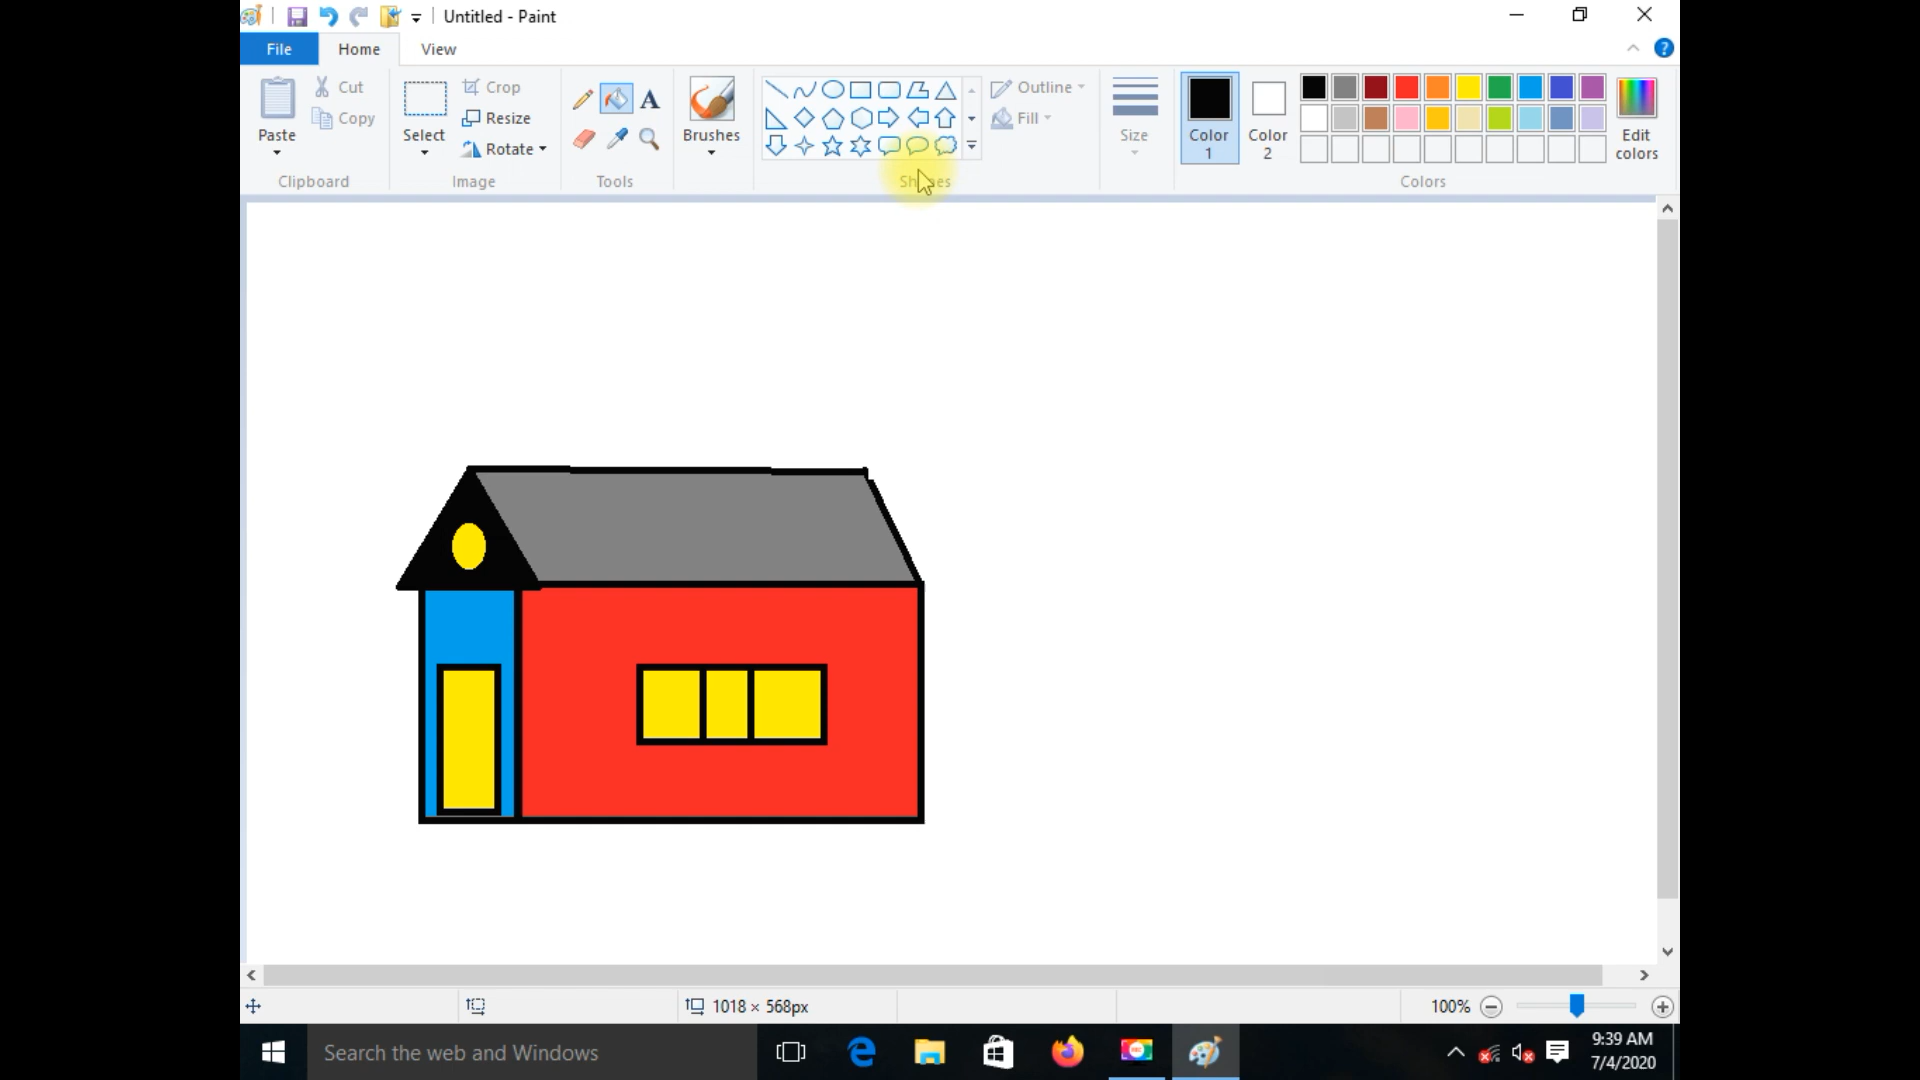 Untitled - Paint
File Home View
Paste
Cut
Copy
Clipboard
Select
Crop
Resize
Rotate
Image
A
Tools
Brushes
Shapes
Outline
Fill
Size
Color
1
Color
2
Edit
colors
Colors
1018 × 568px
100%
Search the web and Windows
9:39 AM
7/4/2020